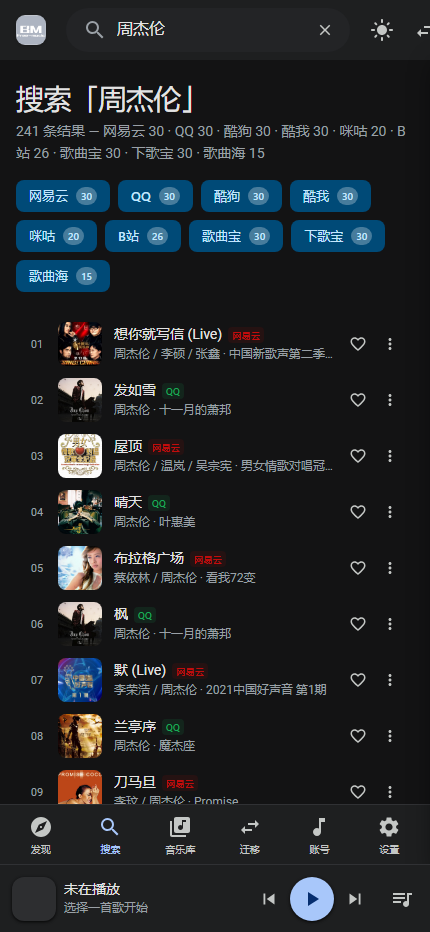 BM
周杰伦
搜索「周杰伦」
241 条结果 — 网易云 30 · QQ 30 · 酷狗 30 · 酷我 30 · 咪咕 20 · B
站 26 · 歌曲宝 30 · 下歌宝 30 · 歌曲海 15
网易云 30 QQ 30 酷狗 30 酷我 30
咪咕 20 B站 26 歌曲宝 30 下歌宝 30
歌曲海 15
01 想你就写信 (Live) 网易云
周杰伦 / 李硕 / 张鑫 · 中国新歌声第二季...
02 发如雪 QQ
周杰伦 · 十一月的萧邦
03 屋顶 网易云
周杰伦 / 温岚 / 吴宗宪 · 男女情歌对唱冠...
04 晴天 QQ
周杰伦 · 叶惠美
05 布拉格广场 网易云
蔡依林 / 周杰伦 · 看我72变
06 枫 QQ
周杰伦 · 十一月的萧邦
07 默 (Live) 网易云
李荣浩 / 周杰伦 · 2021中国好声音 第1期
08 兰亭序 QQ
周杰伦 · 魔杰座
09 刀马旦 网易云
李玟 / 周杰伦 · Promise
发现 搜索 音乐库 迁移 账号 设置
未在播放
选择一首歌开始